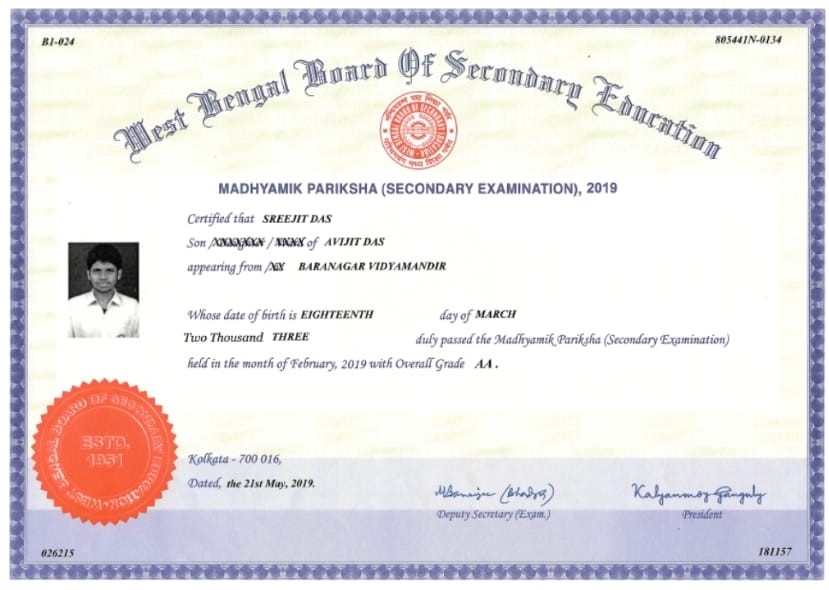 B1-024
805441N-0134
West Bengal Board Of Secondary Education
MADHYAMIK PARIKSHA (SECONDARY EXAMINATION), 2019
Certified that SREEJIT DAS
Son / XXXXXXX / XXXX of AVIJIT DAS
appearing from /XX BARANAGAR VIDYAMANDIR
Whose date of birth is EIGHTEENTH day of MARCH
Two Thousand THREE duly passed the Madhyamik Pariksha (Secondary Examination)
held in the month of February, 2019 with Overall Grade AA .
WEST BENGAL BOARD OF SECONDARY EDUCATION
ESTD.
1951
Kolkata - 700 016,
Dated, the 21st May, 2019.
Kalyanmoy Ganguly
Deputy Secretary (Exam.)
President
026215
181157